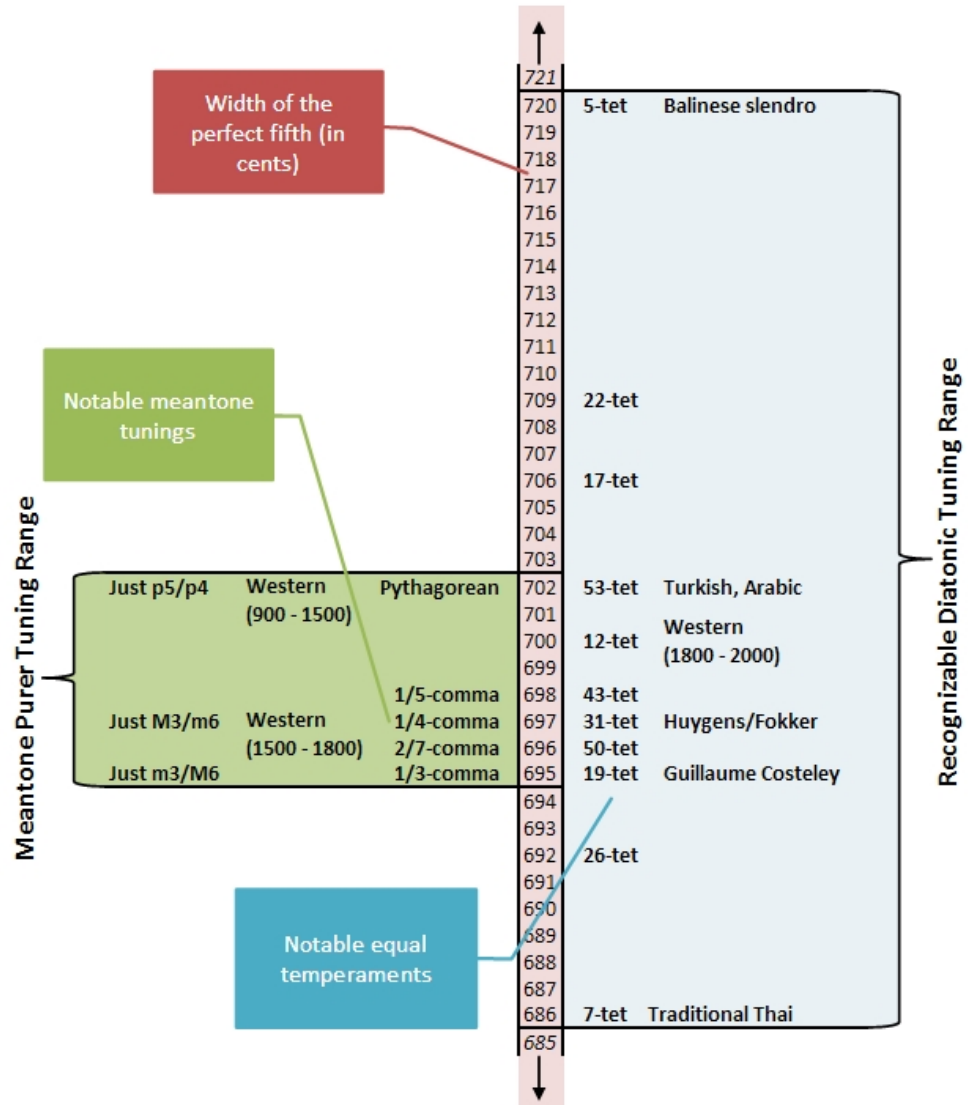 721
Width of the
perfect fifth (in
cents)
720 5-tet Balinese slendro
719
718
717
716
715
714
713
712
711
710
Notable meantone
tunings
709 22-tet
708
707
706 17-tet
705
704
703
Meantone Purer Tuning Range
Recognizable Diatonic Tuning Range
Just p5/p4 Western Pythagorean 702 53-tet Turkish, Arabic
(900 - 1500) 701
700 12-tet Western
699 (1800 - 2000)
1/5-comma 698 43-tet
Just M3/m6 Western 1/4-comma 697 31-tet Huygens/Fokker
(1500 - 1800) 2/7-comma 696 50-tet
Just m3/M6 1/3-comma 695 19-tet Guillaume Costeley
694
693
692 26-tet
691
690
689
688
687
Notable equal
temperaments
686 7-tet Traditional Thai
685